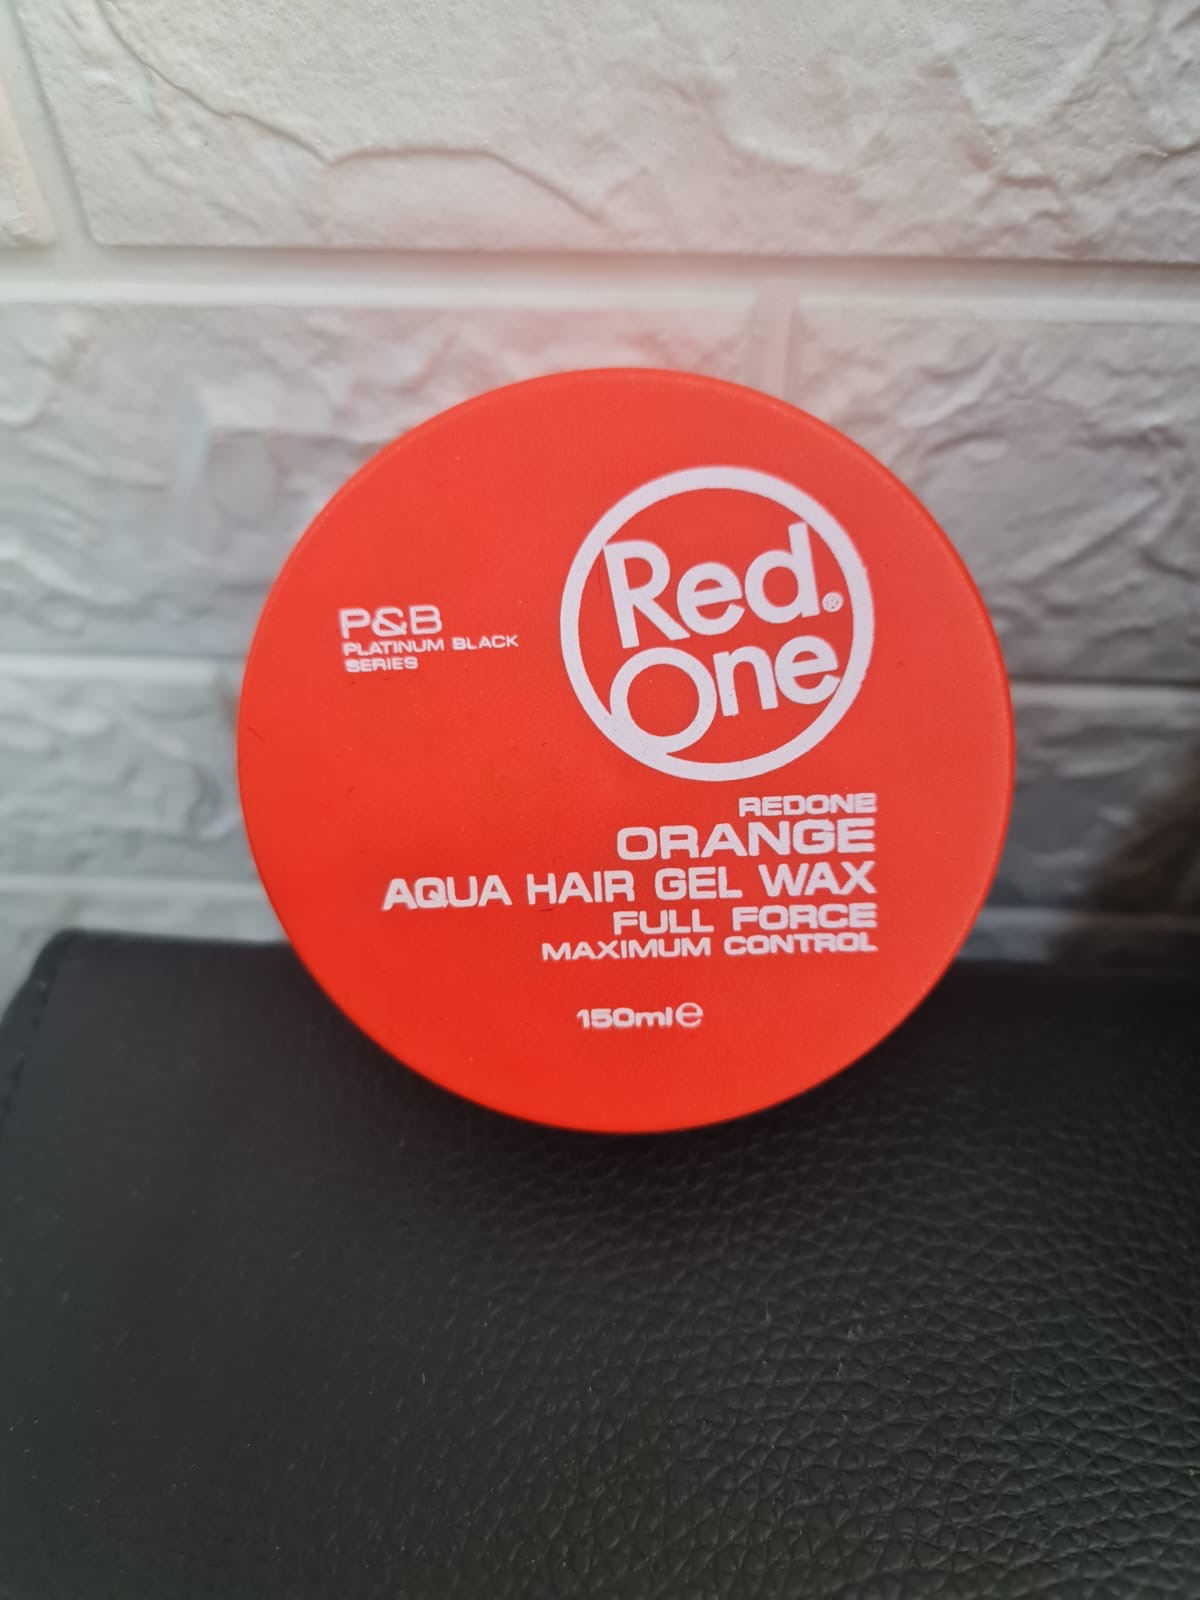 P&B
PLATINUM BLACK
SERIES
Red.®
One
REDONE
ORANGE
AQUA HAIR GEL WAX
FULL FORCE
MAXIMUM CONTROL
150ml℮